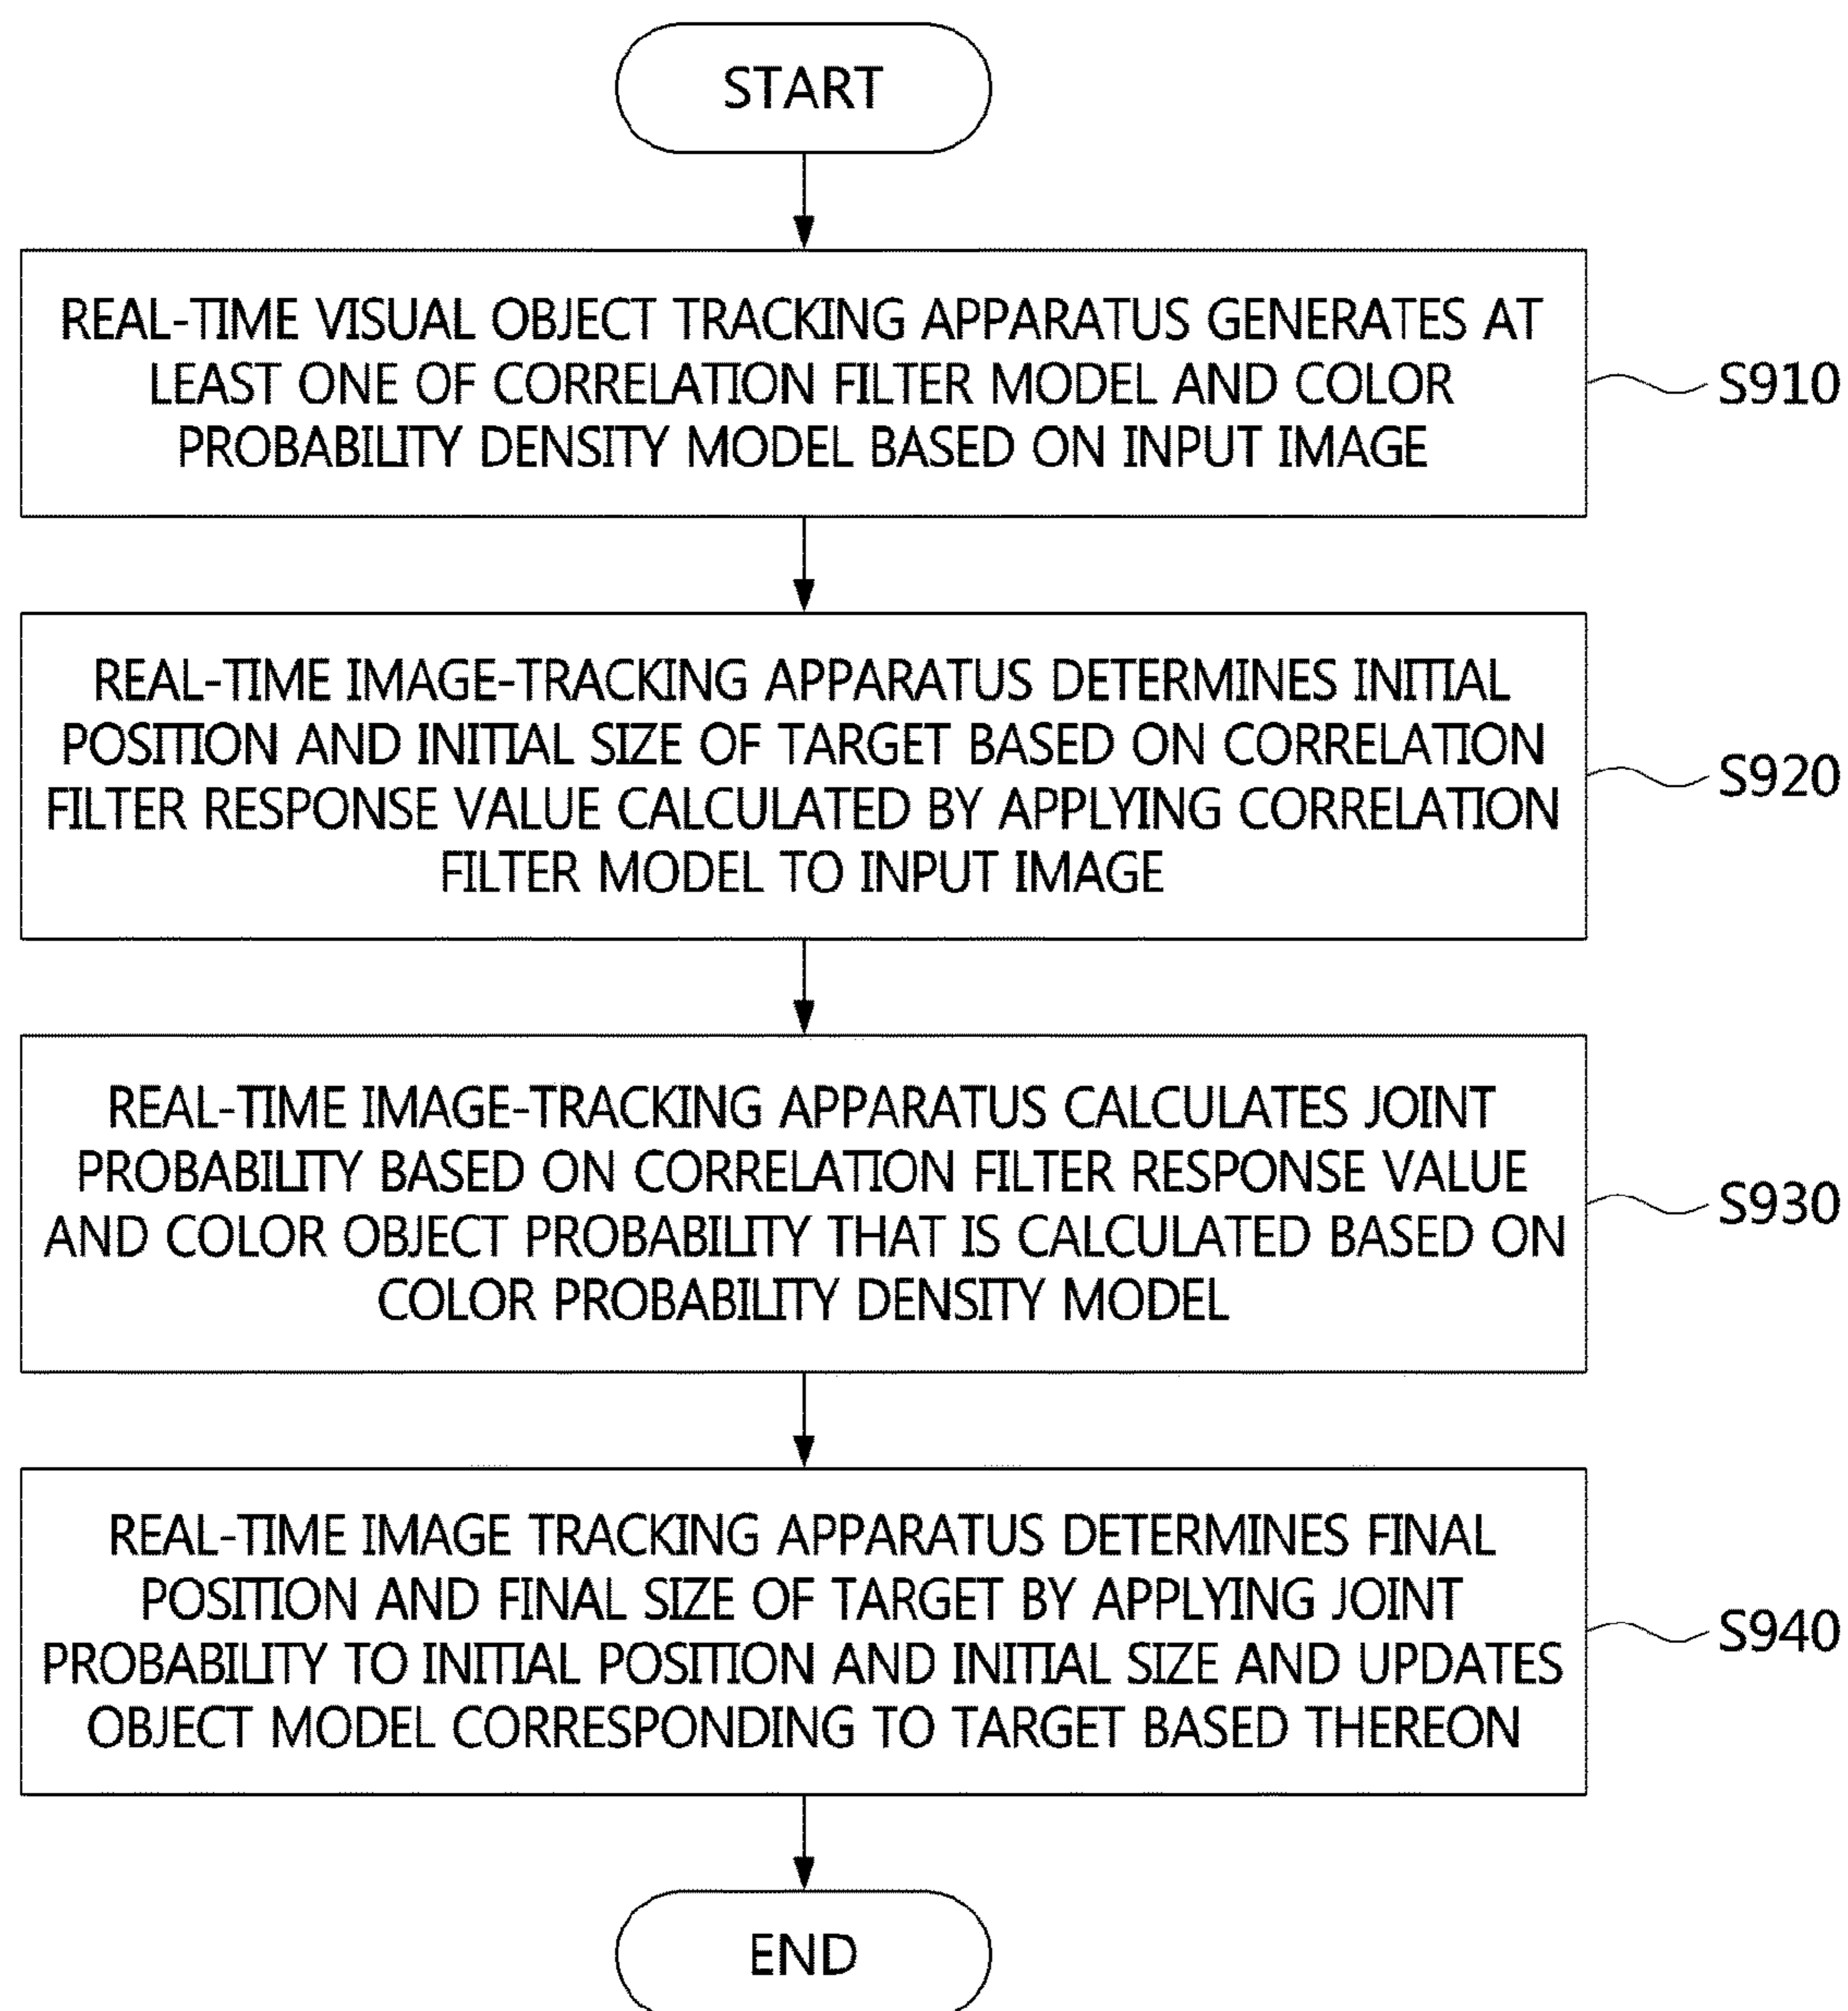 START
REAL-TIME VISUAL OBJECT TRACKING APPARATUS GENERATES AT
LEAST ONE OF CORRELATION FILTER MODEL AND COLOR
PROBABILITY DENSITY MODEL BASED ON INPUT IMAGE
S910
REAL-TIME IMAGE-TRACKING APPARATUS DETERMINES INITIAL
POSITION AND INITIAL SIZE OF TARGET BASED ON CORRELATION
FILTER RESPONSE VALUE CALCULATED BY APPLYING CORRELATION
FILTER MODEL TO INPUT IMAGE
S920
REAL-TIME IMAGE-TRACKING APPARATUS CALCULATES JOINT
PROBABILITY BASED ON CORRELATION FILTER RESPONSE VALUE
AND COLOR OBJECT PROBABILITY THAT IS CALCULATED BASED ON
COLOR PROBABILITY DENSITY MODEL
S930
REAL-TIME IMAGE TRACKING APPARATUS DETERMINES FINAL
POSITION AND FINAL SIZE OF TARGET BY APPLYING JOINT
PROBABILITY TO INITIAL POSITION AND INITIAL SIZE AND UPDATES
OBJECT MODEL CORRESPONDING TO TARGET BASED THEREON
S940
END